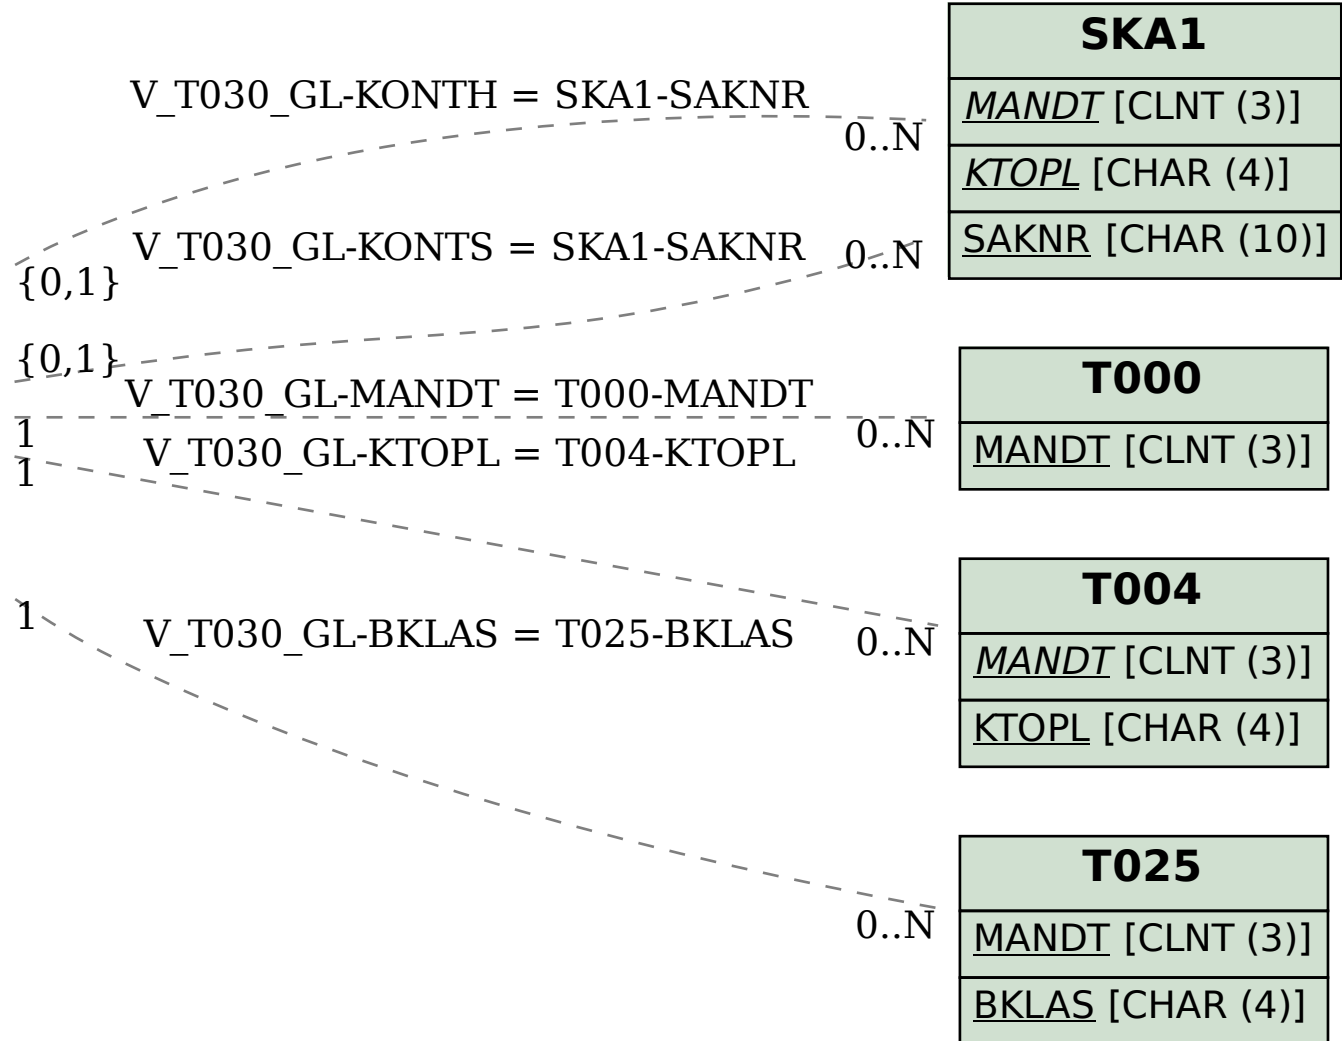 SKA1
MANDT [CLNT (3)]
KTOPL [CHAR (4)]
SAKNR [CHAR (10)]
V_T030_GL-KONTH = SKA1-SAKNR
0..N
{0,1}
V_T030_GL-KONTS = SKA1-SAKNR
0..N
{0,1}
V_T030_GL-MANDT = T000-MANDT
0..N
1
T000
MANDT [CLNT (3)]
V_T030_GL-KTOPL = T004-KTOPL
0..N
1
T004
MANDT [CLNT (3)]
KTOPL [CHAR (4)]
V_T030_GL-BKLAS = T025-BKLAS
0..N
1
T025
MANDT [CLNT (3)]
BKLAS [CHAR (4)]